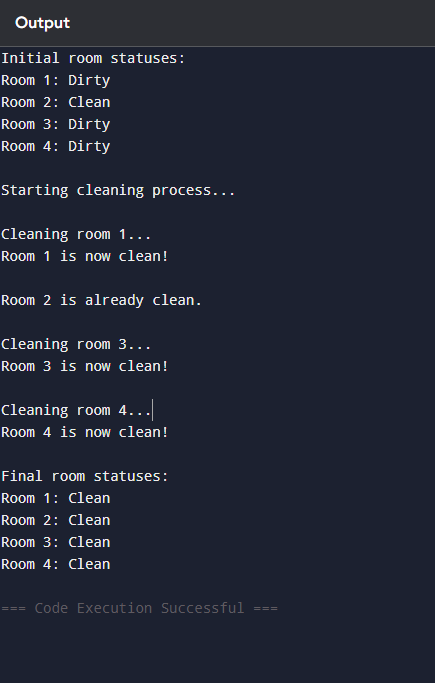 Output
Initial room statuses:
Room 1: Dirty
Room 2: Clean
Room 3: Dirty
Room 4: Dirty
Starting cleaning process...
Cleaning room 1...
Room 1 is now clean!
Room 2 is already clean.
Cleaning room 3...
Room 3 is now clean!
Cleaning room 4...
Room 4 is now clean!
Final room statuses:
Room 1: Clean
Room 2: Clean
Room 3: Clean
Room 4: Clean
=== Code Execution Successful ===